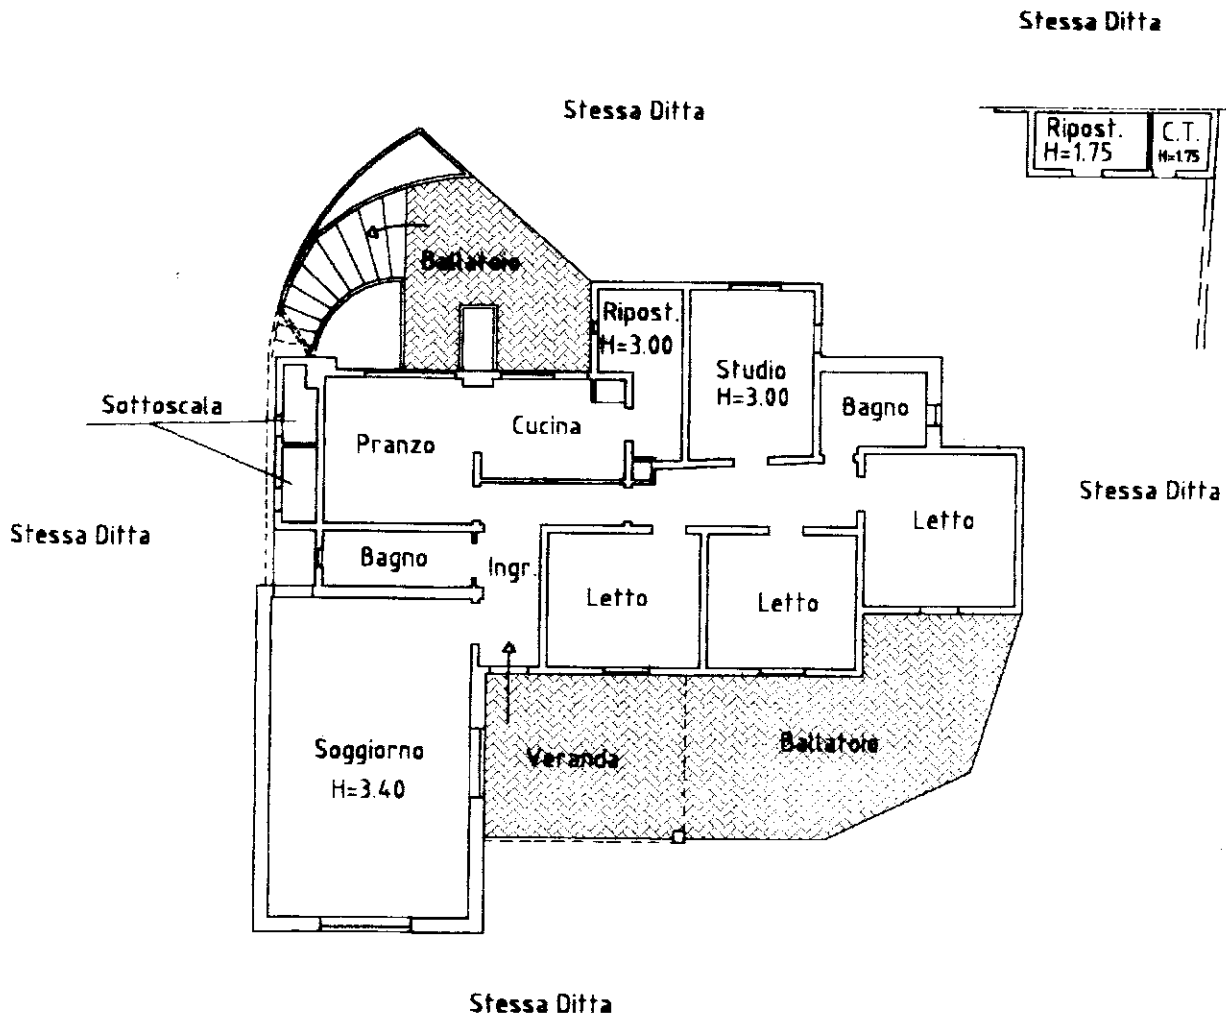 Stessa Ditta
Stessa Ditta
Ripost.
H=1.75
C.T.
H=1.75
Ballatoio
Ripost.
H=3.00
Studio
H=3.00
Bagno
Sottoscala
Pranzo
Cucina
Stessa Ditta
Letto
Stessa Ditta
Bagno
Ingr.
Letto
Letto
Soggiorno
H=3.40
Veranda
Ballatoio
Stessa Ditta